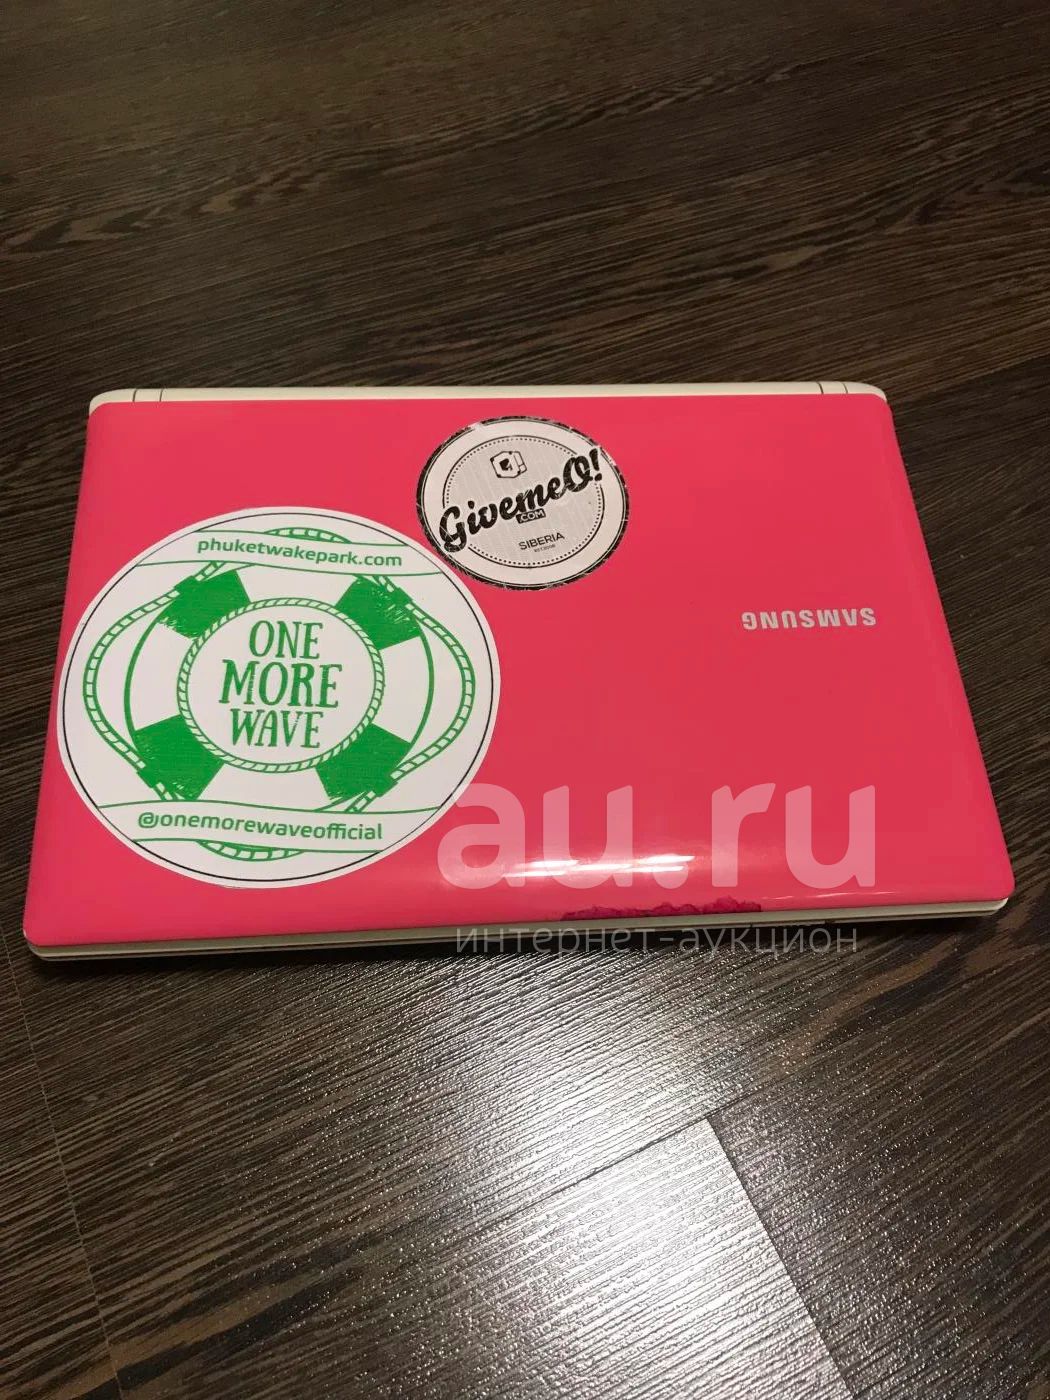 GivemeO!
.COM
SIBERIA
phuketwakepark.com
ONE
MORE
WAVE
@onemorewaveofficial
SAMSUNG
au.ru
интернет-аукцион